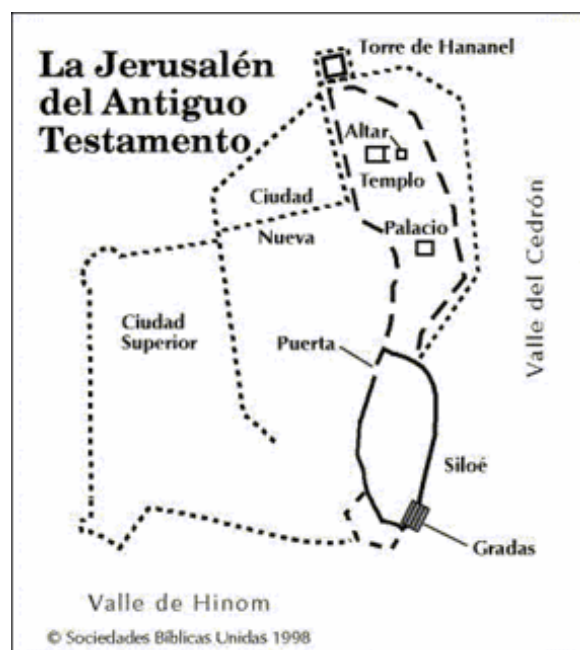 La Jerusalén
del Antiguo
Testamento
Torre de Hananel
Altar
Templo
Ciudad
Nueva
Palacio
Valle del Cedrón
Ciudad
Superior
Puerta
Siloé
Gradas
Valle de Hinom
© Sociedades Bíblicas Unidas 1998